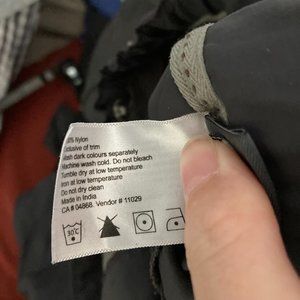 % Nylon
Exclusive of trim
Wash dark colours separately
Machine wash cold. Do not bleach
Tumble dry at low temperature
Iron at low temperature
Do not dry clean
Made in India
CA # 04868. Vendor # 11029
30°C